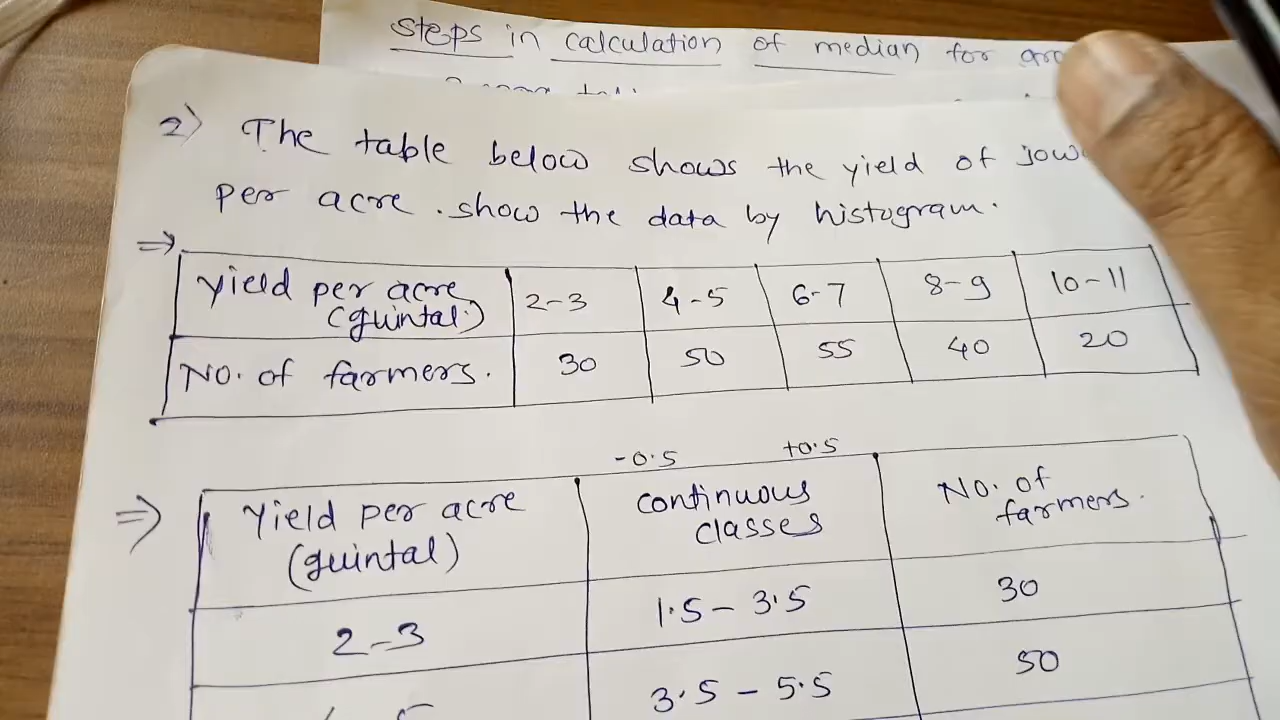 Steps in calculation of median for
2) The table below shows the yield of
per acre. show the data by histogram.
⇒ Yield per acre (quintal) 2-3 4-5 6-7 8-9 10-11
No. of farmers. 30 50 55 40 20
-0.5 +0.5
⇒ Yield per acre (quintal) continuous classes No. of farmers.
2-3 1.5-3.5 30
3.5-5.5 50